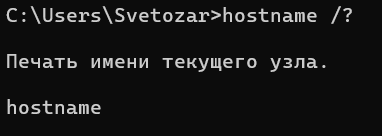 C:\Users\Svetozar>hostname /?
Печать имени текущего узла.
hostname